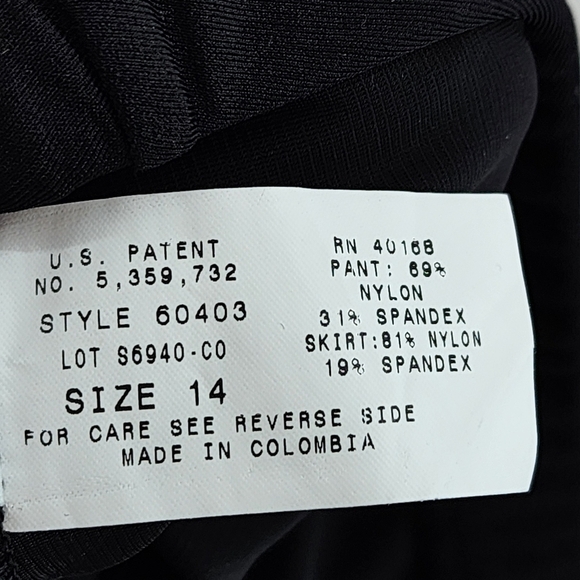 U.S. PATENT
NO. 5,359,732
STYLE 60403
LOT S6940-CO
SIZE 14
RN 40168
PANT: 69%
NYLON
31% SPANDEX
SKIRT:81% NYLON
19% SPANDEX
FOR CARE SEE REVERSE SIDE
MADE IN COLOMBIA